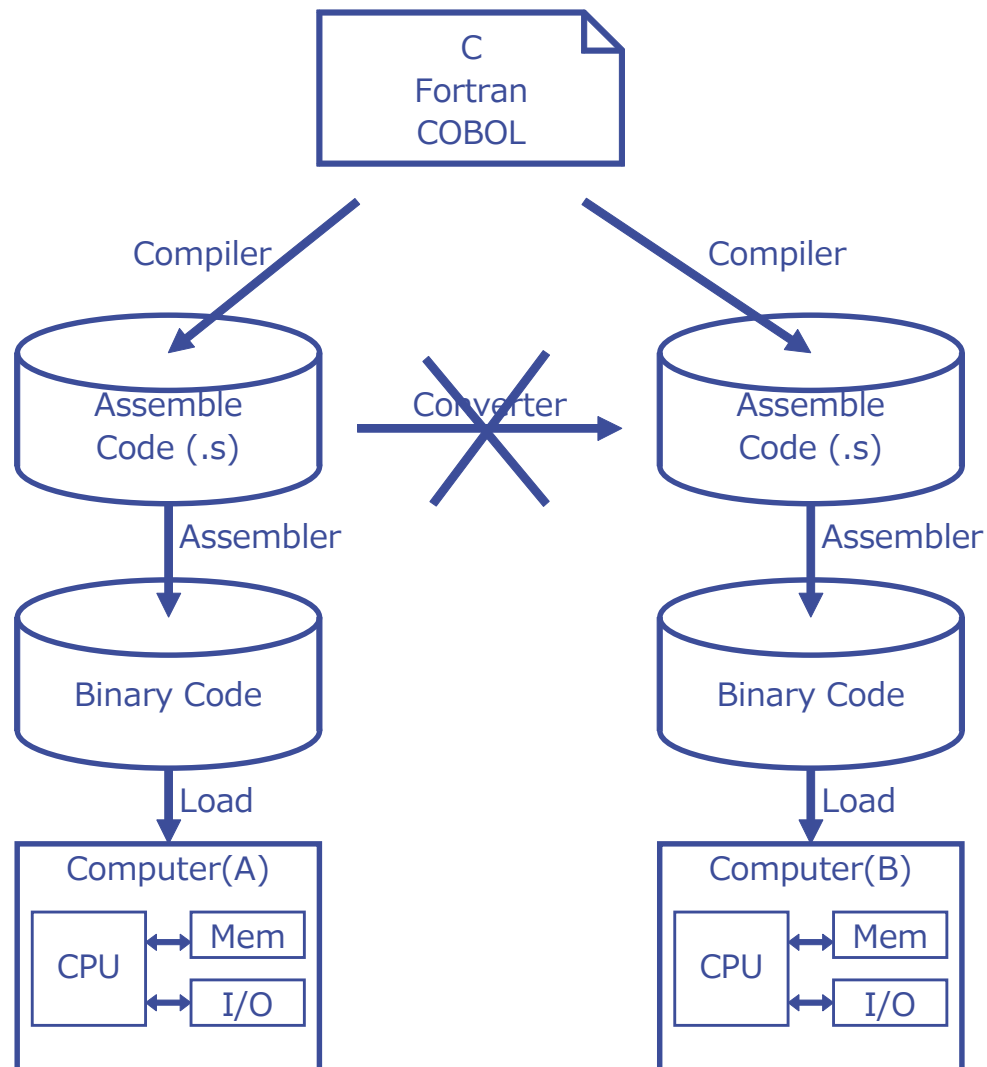 C
Fortran
COBOL
Compiler
Compiler
Assemble
Code (.s)
Converter
Assemble
Code (.s)
Assembler
Assembler
Binary Code
Binary Code
Load
Load
Computer(A)
CPU
Mem
I/O
Computer(B)
CPU
Mem
I/O